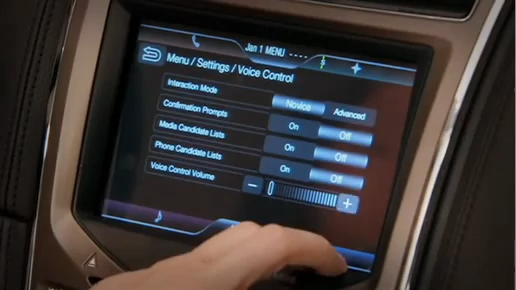 Jan 1 MENU ----
Menu / Settings / Voice Control
Interaction Mode Novice Advanced
Confirmation Prompts On Off
Media Candidate Lists On Off
Phone Candidate Lists On Off
Voice Control Volume − +